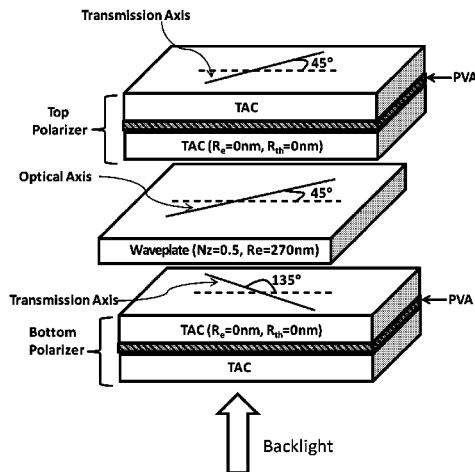 Transmission Axis
45°
PVA
TAC
Top
Polarizer
TAC (Re=0nm, Rth=0nm)
Optical Axis
45°
Waveplate (Nz=0.5, Re=270nm)
135°
Transmission Axis
PVA
TAC (Re=0nm, Rth=0nm)
Bottom
Polarizer
TAC
Backlight